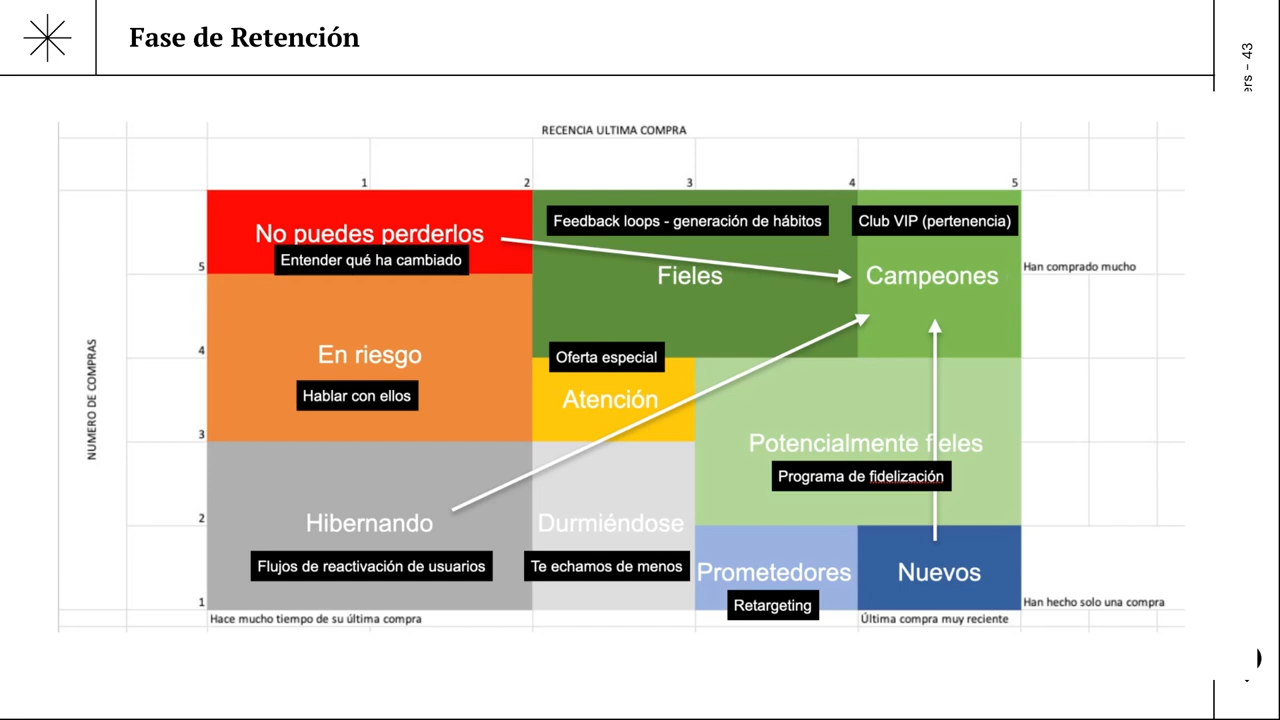 Fase de Retención
ers – 43
RECENCIA ULTIMA COMPRA
1
2
3
4
5
NUMERO DE COMPRAS
Feedback loops - generación de hábitos
Club VIP (pertenencia)
No puedes perderlos
Entender qué ha cambiado
5
Fieles
Campeones
Han comprado mucho
En riesgo
4
Oferta especial
Hablar con ellos
Atención
3
Potencialmente fieles
Programa de fidelización
2
Hibernando
Durmiéndose
Flujos de reactivación de usuarios
Te echamos de menos
Prometedores
Nuevos
Retargeting
1
Han hecho solo una compra
Hace mucho tiempo de su última compra
Última compra muy reciente